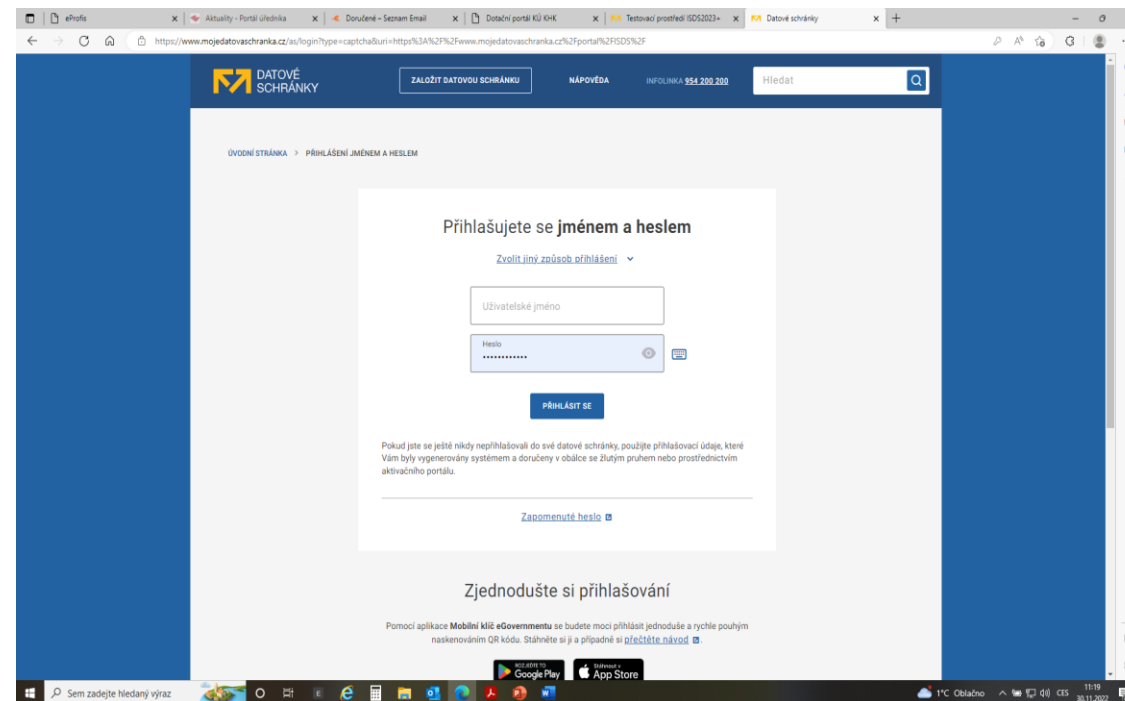 eProfis
Aktuality - Portál úředníka
Doručené – Seznam Email
Dotační portál KÚ KHK
Testovací prostředí ISDS2023+
Datové schránky
https://www.mojedatovaschranka.cz/as/login?type=captcha&uri=https%3A%2F%2Fwww.mojedatovaschranka.cz%2Fportal%2FISDS%2F
DATOVÉ
SCHRÁNKY
ZALOŽIT DATOVOU SCHRÁNKU
NÁPOVĚDA
INFOLINKA 954 200 200
Hledat
ÚVODNÍ STRÁNKA > PŘIHLÁŠENÍ JMÉNEM A HESLEM
Přihlašujete se jménem a heslem
Zvolit jiný způsob přihlášení
Uživatelské jméno
Heslo
••••••••••••
PŘIHLÁSIT SE
Pokud jste se ještě nikdy nepřihlašovali do své datové schránky, použijte přihlašovací údaje, které
Vám byly vygenerovány systémem a doručeny v obálce se žlutým pruhem nebo prostřednictvím
aktivačního portálu.
Zapomenuté heslo
Zjednodušte si přihlašování
Pomocí aplikace Mobilní klíč eGovernmentu se budete moci přihlásit jednoduše a rychle pouhým
naskenováním QR kódu. Stáhněte si ji a případně si přečtěte návod.
Google Play
App Store
Sem zadejte hledaný výraz
1°C Oblačno
CES
11:19
30.11.2022